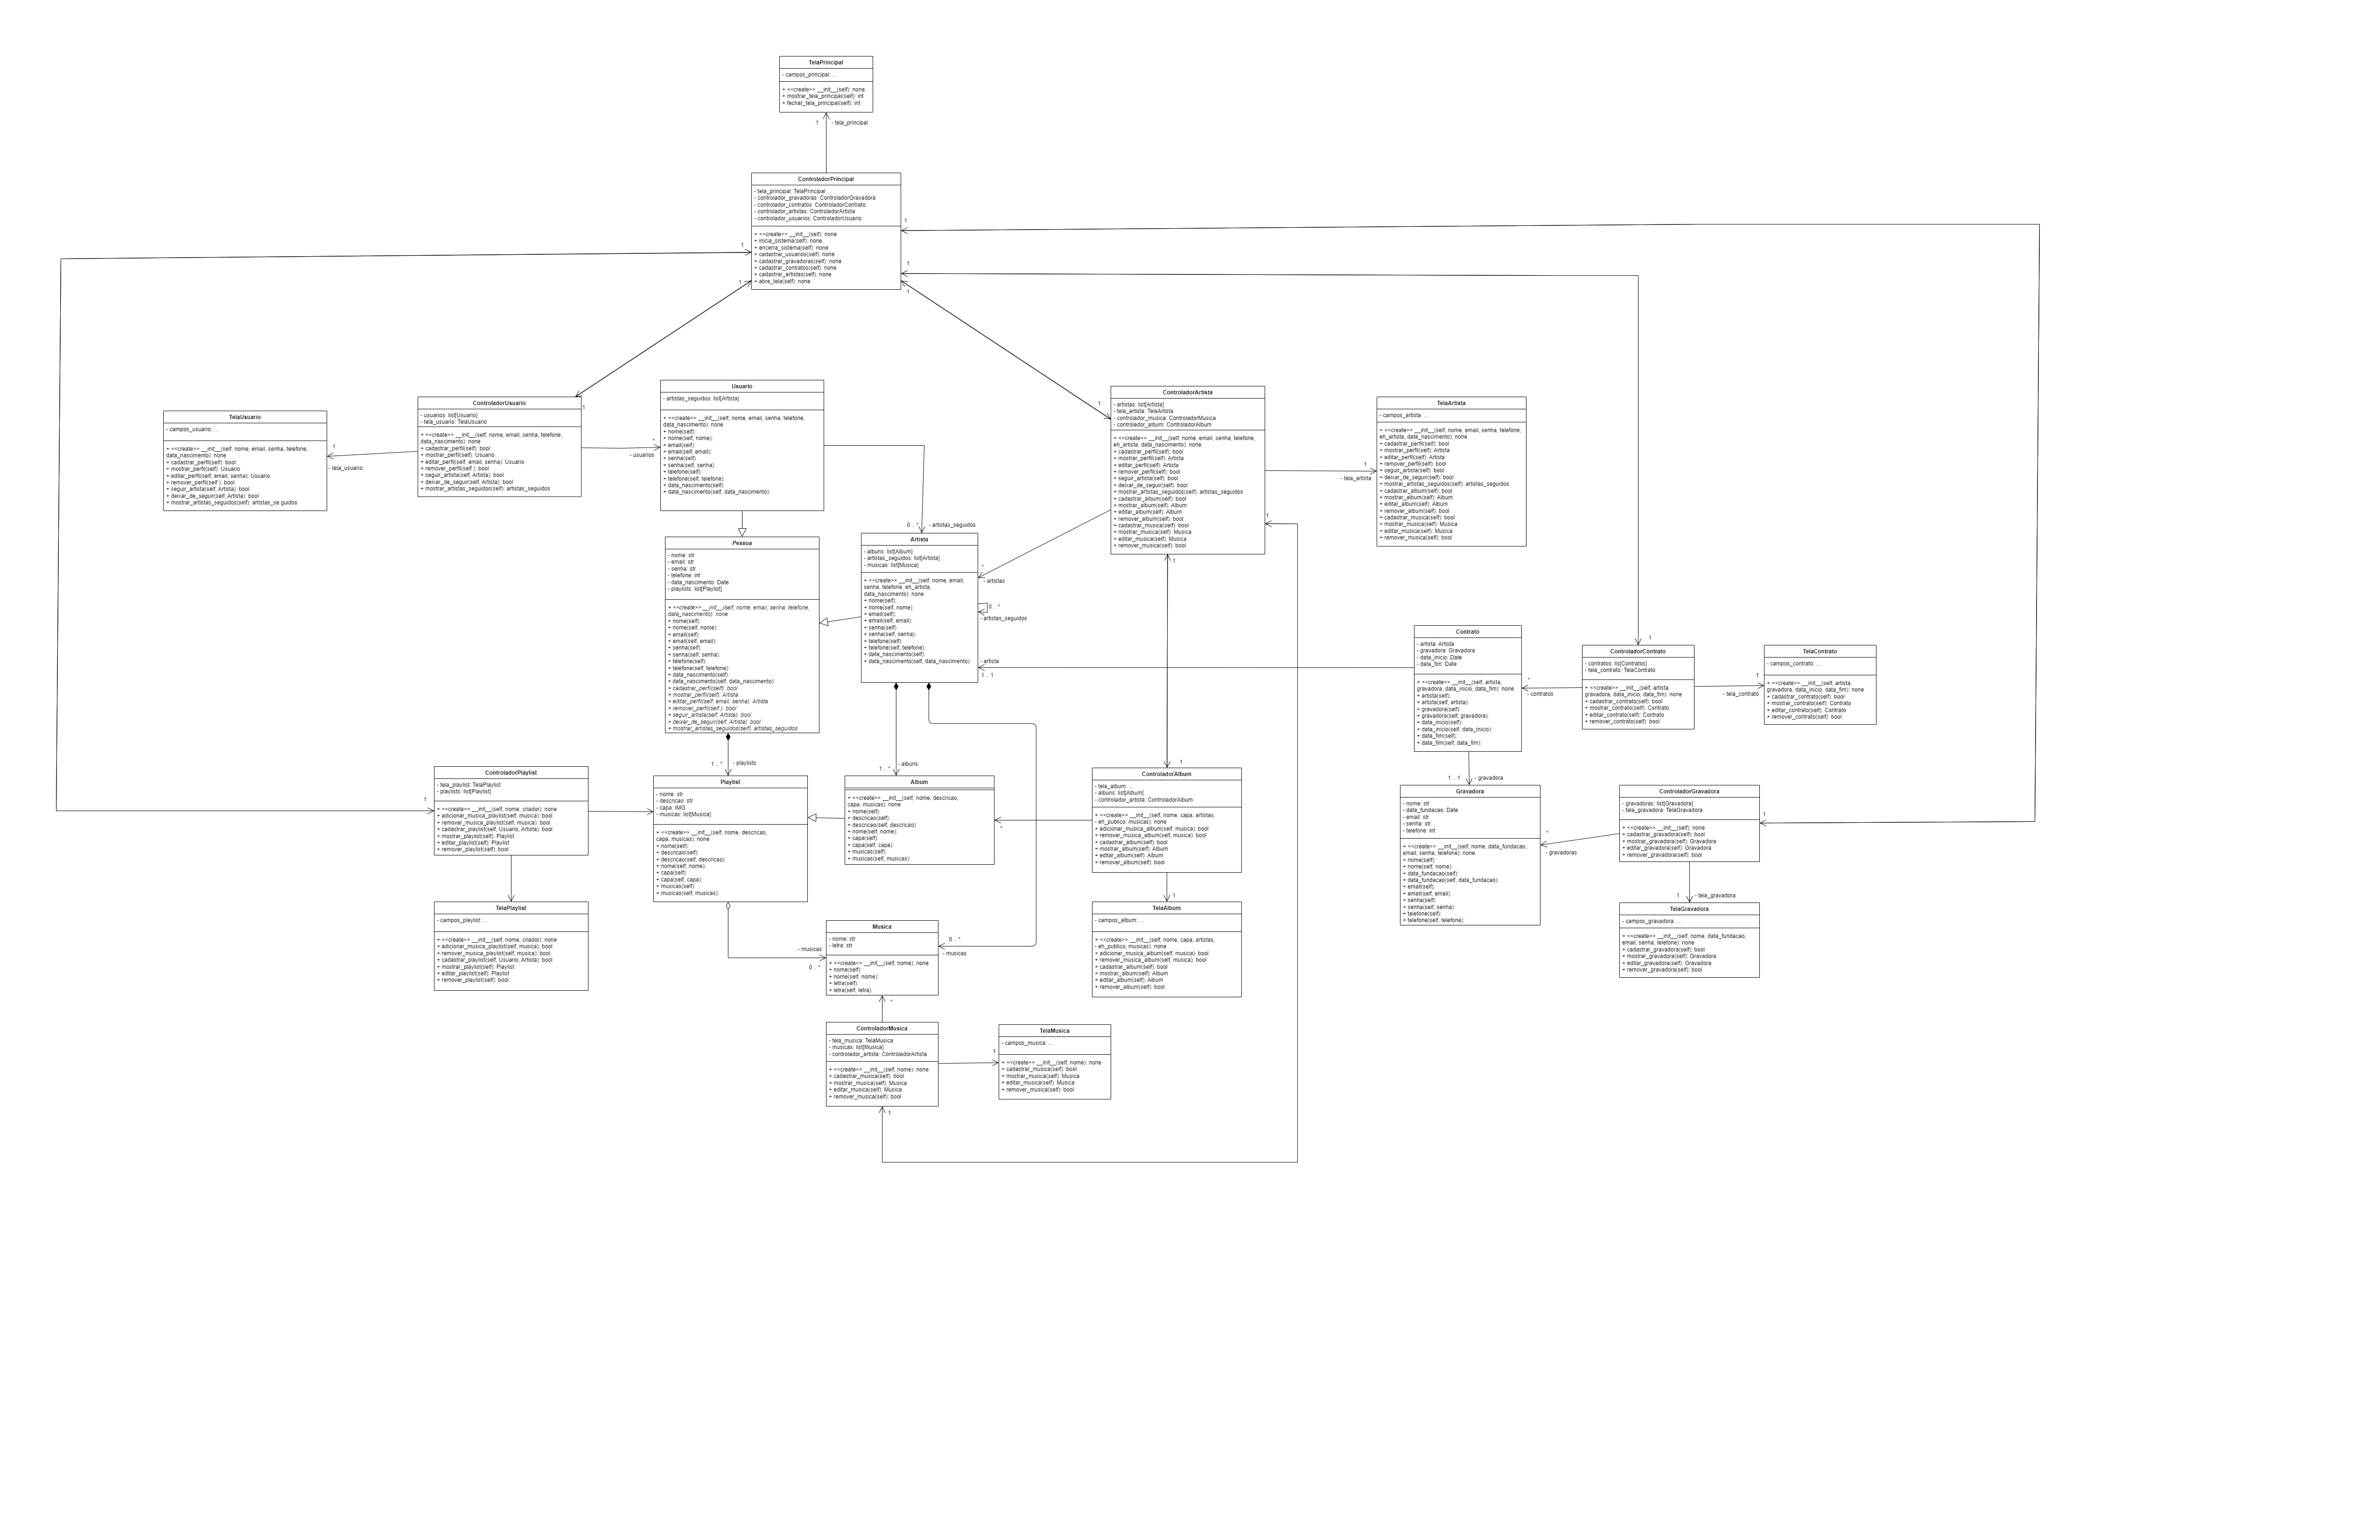 TelaPrincipal
- campos_principal: ...
+ <<create>> __init__(self): none
+ mostrar_tela_principal(self): int
+ fechar_tela_principal(self): int
1
- tela_principal
ControladorPrincipal
- tela_principal: TelaPrincipal
- controlador_gravadoras: ControladorGravadora
- controlador_contratos: ControladorContrato
- controlador_artistas: ControladorArtista
- controlador_usuarios: ControladorUsuario
+ <<create>> __init__(self): none
+ inicia_sistema(self): none
+ encerra_sistema(self): none
+ cadastrar_usuarios(self): none
+ cadastrar_gravadoras(self): none
+ cadastrar_contratos(self): none
+ cadastrar_artistas(self): none
+ abre_tela(self): none
1
1
1
1
1
TelaUsuario
- campos_usuario: ...
+ <<create>> __init__(self, nome, email, senha, telefone,
data_nascimento): none
+ cadastrar_perfil(self): bool
+ mostrar_perfil(self): Usuario
+ editar_perfil(self, email, senha): Usuario
+ remover_perfil(self ): bool
+ seguir_artista(self, Artista): bool
+ deixar_de_seguir(self, Artista): bool
+ mostrar_artistas_seguidos(self): artistas_se guidos
1
- tela_usuario
ControladorUsuario
- usuarios: list[Usuario]
- tela_usuario: TelaUsuario
+ <<create>> __init__(self, nome, email, senha, telefone,
data_nascimento): none
+ cadastrar_perfil(self): bool
+ mostrar_perfil(self): Usuario
+ editar_perfil(self, email, senha): Usuario
+ remover_perfil(self ): bool
+ seguir_artista(self, Artista): bool
+ deixar_de_seguir(self, Artista): bool
+ mostrar_artistas_seguidos(self): artistas_seguidos
1
*
- usuarios
Usuario
- artistas_seguidos: list[Artista]
+ <<create>> __init__(self, nome, email, senha, telefone,
data_nascimento): none
+ nome(self):
+ nome(self, nome):
+ email(self):
+ email(self, email):
+ senha(self)
+ senha(self, senha):
+ telefone(self):
+ telefone(self, telefone):
+ data_nascimento(self):
+ data_nascimento(self, data_nascimento):
0 .. *
- artistas_seguidos
ControladorArtista
- artistas: list[Artista]
- tela_artista: TelaArtista
- controlador_musica: ControladorMusica
- controlador_album: ControladorAlbum
+ <<create>> __init__(self, nome, email, senha, telefone,
eh_artista, data_nascimento): none
+ cadastrar_perfil(self): bool
+ mostrar_perfil(self): Artista
+ editar_perfil(self): Artista
+ remover_perfil(self): bool
+ seguir_artista(self): bool
+ deixar_de_seguir(self): bool
+ mostrar_artistas_seguidos(self): artistas_seguidos
+ cadastrar_album(self): bool
+ mostrar_album(self): Album
+ editar_album(self): Album
+ remover_album(self): bool
+ cadastrar_musica(self): bool
+ mostrar_musica(self): Musica
+ editar_musica(self): Musica
+ remover_musica(self): bool
1
1
1
1
- tela_artista
TelaArtista
- campos_artista: ...
+ <<create>> __init__(self, nome, email, senha, telefone,
eh_artista, data_nascimento): none
+ cadastrar_perfil(self): bool
+ mostrar_perfil(self): Artista
+ editar_perfil(self): Artista
+ remover_perfil(self): bool
+ seguir_artista(self): bool
+ deixar_de_seguir(self): bool
+ mostrar_artistas_seguidos(self): artistas_seguidos
+ cadastrar_album(self): bool
+ mostrar_album(self): Album
+ editar_album(self): Album
+ remover_album(self): bool
+ cadastrar_musica(self): bool
+ mostrar_musica(self): Musica
+ editar_musica(self): Musica
+ remover_musica(self): bool
Pessoa
- nome: str
- email: str
- senha: str
- telefone: int
- data_nascimento: Date
- playlists: list[Playlist]
+ <<create>> __init__(self, nome, email, senha, telefone,
data_nascimento): none
+ nome(self):
+ nome(self, nome):
+ email(self):
+ email(self, email):
+ senha(self)
+ senha(self, senha):
+ telefone(self):
+ telefone(self, telefone):
+ data_nascimento(self):
+ data_nascimento(self, data_nascimento):
+ cadastrar_perfil(self): bool
+ mostrar_perfil(self): Artista
+ editar_perfil(self, email, senha): Artista
+ remover_perfil(self ): bool
+ seguir_artista(self, Artista): bool
+ deixar_de_seguir(self, Artista): bool
+ mostrar_artistas_seguidos(self): artistas_seguidos
Artista
- albuns: list[Album]
- artistas_seguidos: list[Artista]
- musicas: list[Musica]
+ <<create>> __init__(self, nome, email,
senha, telefone, eh_artista,
data_nascimento): none
+ nome(self):
+ nome(self, nome):
+ email(self):
+ email(self, email):
+ senha(self)
+ senha(self, senha):
+ telefone(self):
+ telefone(self, telefone):
+ data_nascimento(self):
+ data_nascimento(self, data_nascimento):
*
- artistas
0 .. *
- artistas_seguidos
- artista
1 .. 1
Contrato
- artista: Artista
- gravadora: Gravadora
- data_inicio: Date
- data_fim: Date
+ <<create>> __init__(self, artista,
gravadora, data_inicio, data_fim): none
+ artista(self):
+ artista(self, artista):
+ gravadora(self):
+ gravadora(self, gravadora):
+ data_inicio(self)
+ data_inicio(self, data_inicio):
+ data_fim(self):
+ data_fim(self, data_fim):
*
- contratos
1
ControladorContrato
- contratos: lis[Contratos]
- tela_contrato: TelaContrato
+ <<create>> __init__(self, artista,
gravadora, data_inicio, data_fim): none
+ cadastrar_contrato(self): bool
+ mostrar_contrato(self): Contrato
+ editar_contrato(self): Contrato
+ remover_contrato(self): bool
1
- tela_contrato
TelaContrato
- campos_contrato: ...
+ <<create>> __init__(self, artista,
gravadora, data_inicio, data_fim): none
+ cadastrar_contrato(self): bool
+ mostrar_contrato(self): Contrato
+ editar_contrato(self): Contrato
+ remover_contrato(self): bool
1 .. *
- playlists
1 .. *
- albuns
1
ControladorPlaylist
- tela_playlist: TelaPlaylist
- playlists: list[Playlist]
+ <<create>> __init__(self, nome, criador): none
+ adicionar_musica_playlist(self, musica): bool
+ remover_musica_playlist(self, musica): bool
+ cadastrar_playlist(self, Usuario, Artista): bool
+ mostrar_playlist(self): Playlist
+ editar_playlist(self): Playlist
+ remover_playlist(self): bool
Playlist
- nome: str
- descricao: str
- capa: IMG
- musicas: list[Musica]
+ <<create>> __init__(self, nome, descricao,
capa, musicas): none
+ nome(self):
+ descricao(self):
+ descricao(self, descricao)
+ nome(self, nome):
+ capa(self)
+ capa(self, capa):
+ musicas(self):
+ musicas(self, musicas):
Album
+ <<create>> __init__(self, nome, descricao,
capa, musicas): none
+ nome(self):
+ descricao(self):
+ descricao(self, descricao)
+ nome(self, nome):
+ capa(self)
+ capa(self, capa):
+ musicas(self):
+ musicas(self, musicas):
*
1
ControladorAlbum
- tela_album: ...
- albuns: list[Album]
- controlador_artista: ControladorAlbum
+ <<create>> __init__(self, nome, capa, artistas,
- eh_publico, musicas): none
+ adicionar_musica_album(self, musica): bool
+ remover_musica_album(self, musica): bool
+ cadastrar_album(self): bool
+ mostrar_album(self): Album
+ editar_album(self): Album
+ remover_album(self): bool
1
1 .. 1
- gravadora
Gravadora
- nome: str
- data_fundacao: Date
- email: str
- senha: str
- telefone: int
+ <<create>> __init__(self, nome, data_fundacao,
email, senha, telefone): none
+ nome(self):
+ nome(self, nome):
+ data_fundacao(self):
+ data_fundacao(self, data_fundacao):
+ email(self):
+ email(self, email):
+ senha(self)
+ senha(self, senha):
+ telefone(self):
+ telefone(self, telefone):
*
- gravadoras
ControladorGravadora
- gravadoras: list[Gravadora]
- tela_gravadora: TelaGravadora
+ <<create>> __init__(self): none
+ cadastrar_gravadora(self): bool
+ mostrar_gravadora(self): Gravadora
+ editar_gravadora(self): Gravadora
+ remover_gravadora(self): bool
1
1
- tela_gravadora
TelaGravadora
- campos_gravadora: ...
+ <<create>> __init__(self, nome, data_fundacao,
email, senha, telefone): none
+ cadastrar_gravadora(self): bool
+ mostrar_gravadora(self): Gravadora
+ editar_gravadora(self): Gravadora
+ remover_gravadora(self): bool
TelaPlaylist
- campos_playlist: ...
+ <<create>> __init__(self, nome, criador): none
+ adicionar_musica_playlist(self, musica): bool
+ remover_musica_playlist(self, musica): bool
+ cadastrar_playlist(self, Usuario, Artista): bool
+ mostrar_playlist(self): Playlist
+ editar_playlist(self): Playlist
+ remover_playlist(self): bool
- musicas
0 .. *
Musica
- nome: str
- letra: str
+ <<create>> __init__(self, nome): none
+ nome(self):
+ nome(self, nome):
+ letra(self):
+ letra(self, letra):
0 .. *
- musicas
*
TelaAlbum
- campos_album: ...
+ <<create>> __init__(self, nome, capa, artistas,
- eh_publico, musicas): none
+ adicionar_musica_album(self, musica): bool
+ remover_musica_album(self, musica): bool
+ cadastrar_album(self): bool
+ mostrar_album(self): Album
+ editar_album(self): Album
+ remover_album(self): bool
ControladorMusica
- tela_musica: TelaMusica
- musicas: list[Musica]
- controlador_artista: ControladorArtista
+ <<create>> __init__(self, nome): none
+ cadastrar_musica(self): bool
+ mostrar_musica(self): Musica
+ editar_musica(self): Musica
+ remover_musica(self): bool
1
1
TelaMusica
- campos_musica: ...
+ <<create>> __init__(self, nome): none
+ cadastrar_musica(self): bool
+ mostrar_musica(self): Musica
+ editar_musica(self): Musica
+ remover_musica(self): bool